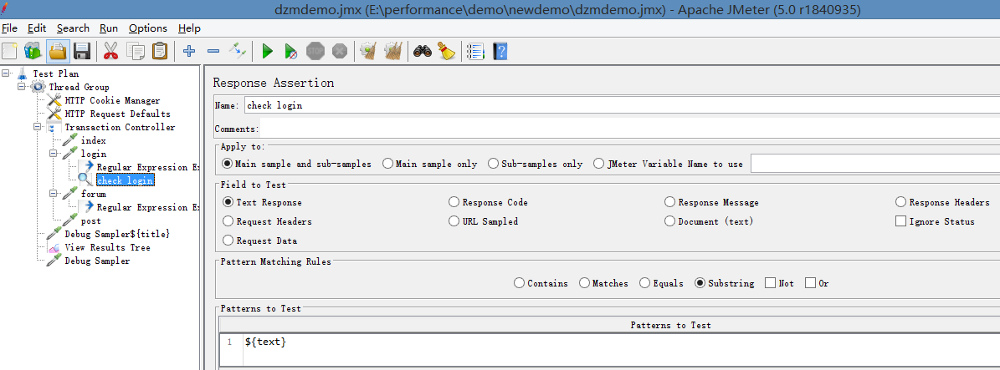 dzmdemo.jmx (E:\performance\demo\newdemo\dzmdemo.jmx) - Apache JMeter (5.0 r1840935)
File Edit Search Run Options Help
STOP
Test Plan
Thread Group
HTTP Cookie Manager
HTTP Request Defaults
Transaction Controller
index
login
Regular Expression Ex
check login
forum
Regular Expression Ex
post
Debug Sampler${title}
View Results Tree
Debug Sampler
Response Assertion
Name: check login
Comments:
Apply to:
Main sample and sub-samples Main sample only Sub-samples only JMeter Variable Name to use
Field to Test
Text Response Response Code Response Message Response Headers
Request Headers URL Sampled Document (text) Ignore Status
Request Data
Pattern Matching Rules
Contains Matches Equals Substring Not Or
Patterns to Test
Patterns to Test
1 ${text}